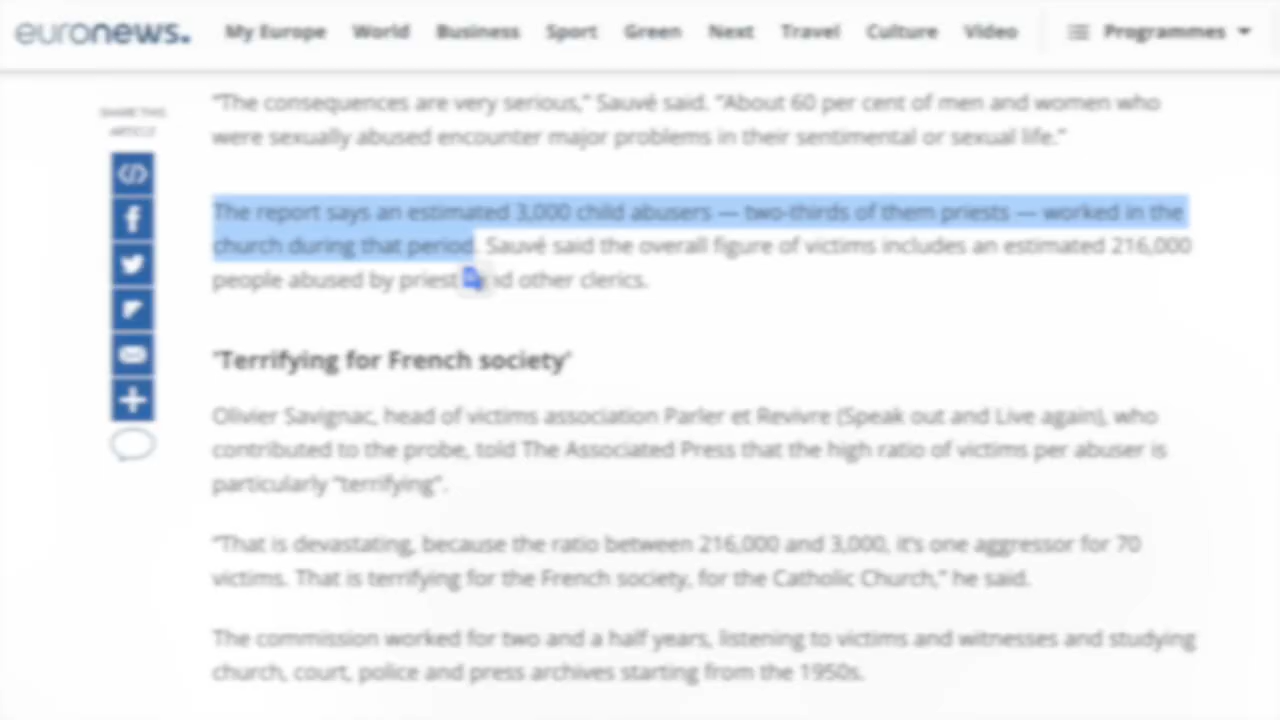 euronews.
My Europe World Business Sport Green Next Travel Culture Video Programmes
SHARE THIS
ARTICLE
"The consequences are very serious," Sauvé said. "About 60 per cent of men and women who
were sexually abused encounter major problems in their sentimental or sexual life."
The report says an estimated 3,000 child abusers — two-thirds of them priests — worked in the
church during that period. Sauvé said the overall figure of victims includes an estimated 216,000
people abused by priest nd other clerics.
'Terrifying for French society'
Olivier Savignac, head of victims association Parler et Revivre (Speak out and Live again), who
contributed to the probe, told The Associated Press that the high ratio of victims per abuser is
particularly "terrifying".
"That is devastating, because the ratio between 216,000 and 3,000, it's one aggressor for 70
victims. That is terrifying for the French society, for the Catholic Church," he said.
The commission worked for two and a half years, listening to victims and witnesses and studying
church, court, police and press archives starting from the 1950s.